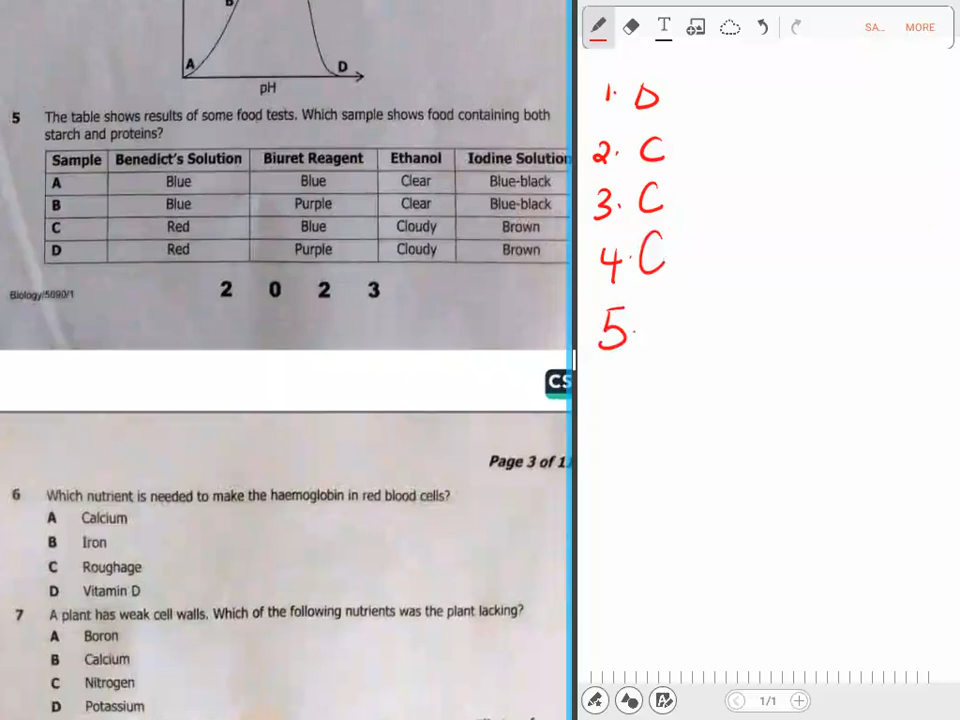 B
A
D
pH
5 The table shows results of some food tests. Which sample shows food containing both
starch and proteins?
Sample Benedict's Solution Biuret Reagent Ethanol Iodine Solution
A Blue Blue Clear Blue-black
B Blue Purple Clear Blue-black
C Red Blue Cloudy Brown
D Red Purple Cloudy Brown
Biology/5090/1
2 0 2 3
CS
Page 3 of 1
6 Which nutrient is needed to make the haemoglobin in red blood cells?
A Calcium
B Iron
C Roughage
D Vitamin D
7 A plant has weak cell walls. Which of the following nutrients was the plant lacking?
A Boron
B Calcium
C Nitrogen
D Potassium
T SA... MORE
1. D
2. C
3. C
4. C
5.
1/1